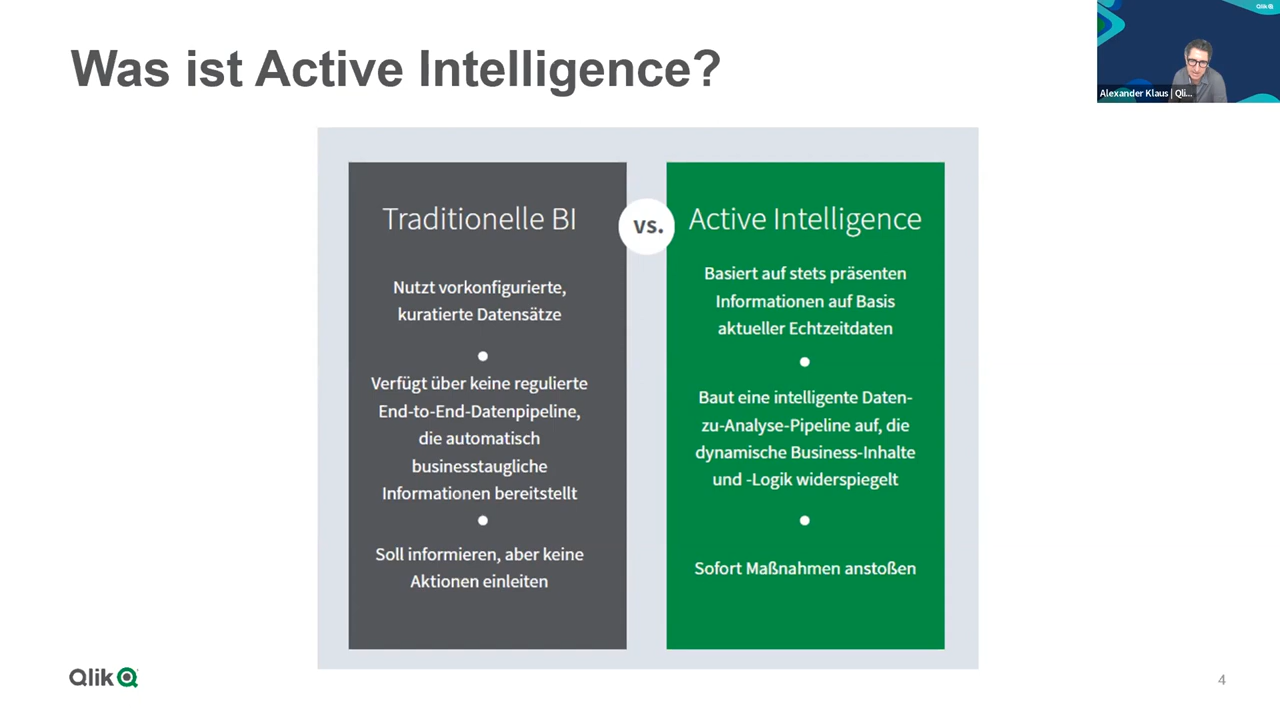 Was ist Active Intelligence?
Qlik
Alexander Klaus | Qli...
Traditionelle BI
Nutzt vorkonfigurierte,
kuratierte Datensätze
Verfügt über keine regulierte
End-to-End-Datenpipeline,
die automatisch
businesstaugliche
Informationen bereitstellt
Soll informieren, aber keine
Aktionen einleiten
vs.
Active Intelligence
Basiert auf stets präsenten
Informationen auf Basis
aktueller Echtzeitdaten
Baut eine intelligente Daten-
zu-Analyse-Pipeline auf, die
dynamische Business-Inhalte
und -Logik widerspiegelt
Sofort Maßnahmen anstoßen
Qlik
4